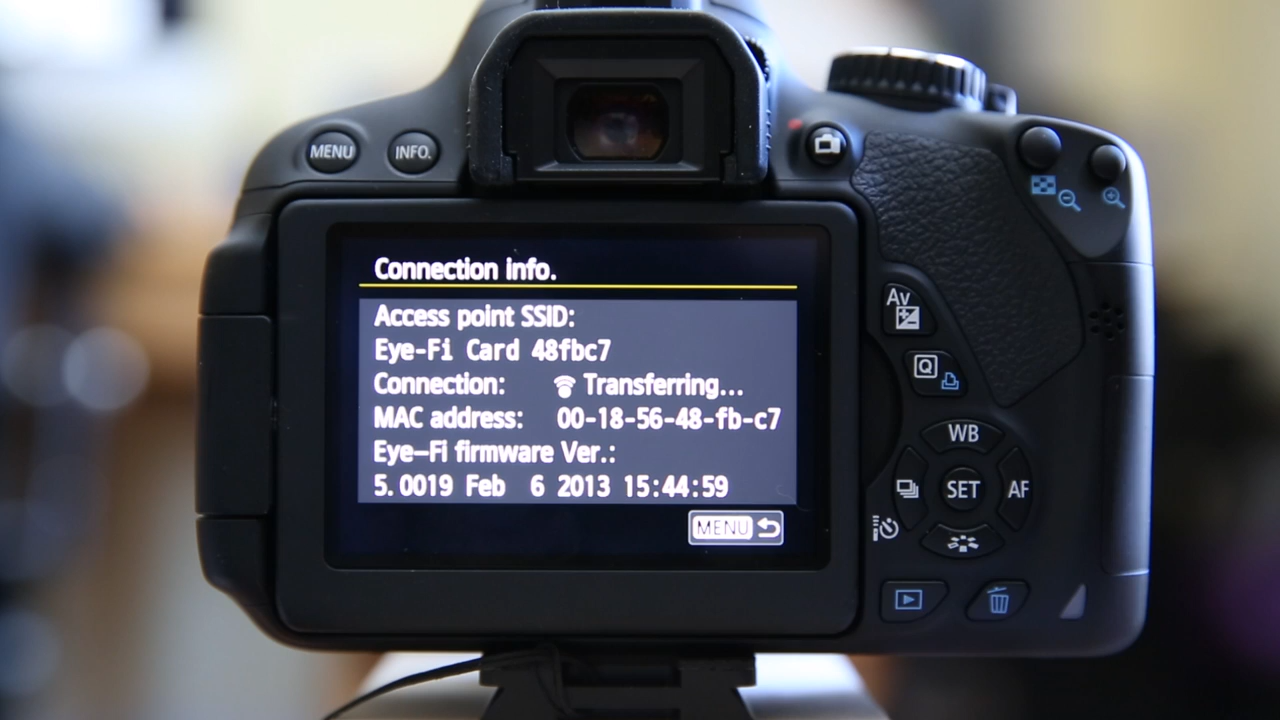 MENU
INFO.
Connection info.
Access point SSID:
Eye-Fi Card 48fbc7
Connection: Transferring...
MAC address: 00-18-56-48-fb-c7
Eye-Fi firmware Ver.:
5.0019 Feb 6 2013 15:44:59
MENU
Av
Q
WB
SET
AF